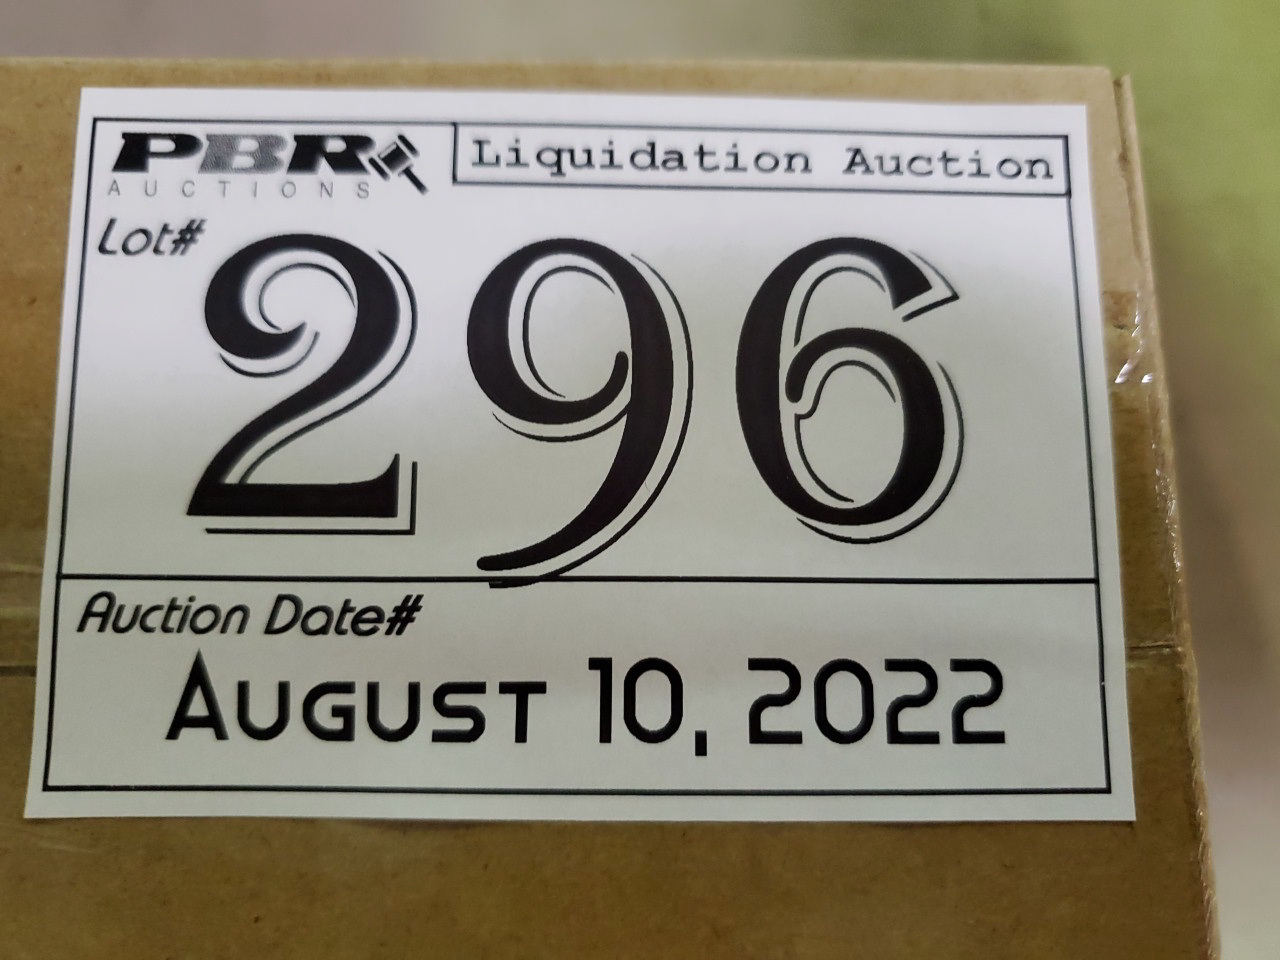 PBR
AUCTIONS
Liquidation Auction
Lot#
296
Auction Date#
AUGUST 10, 2022